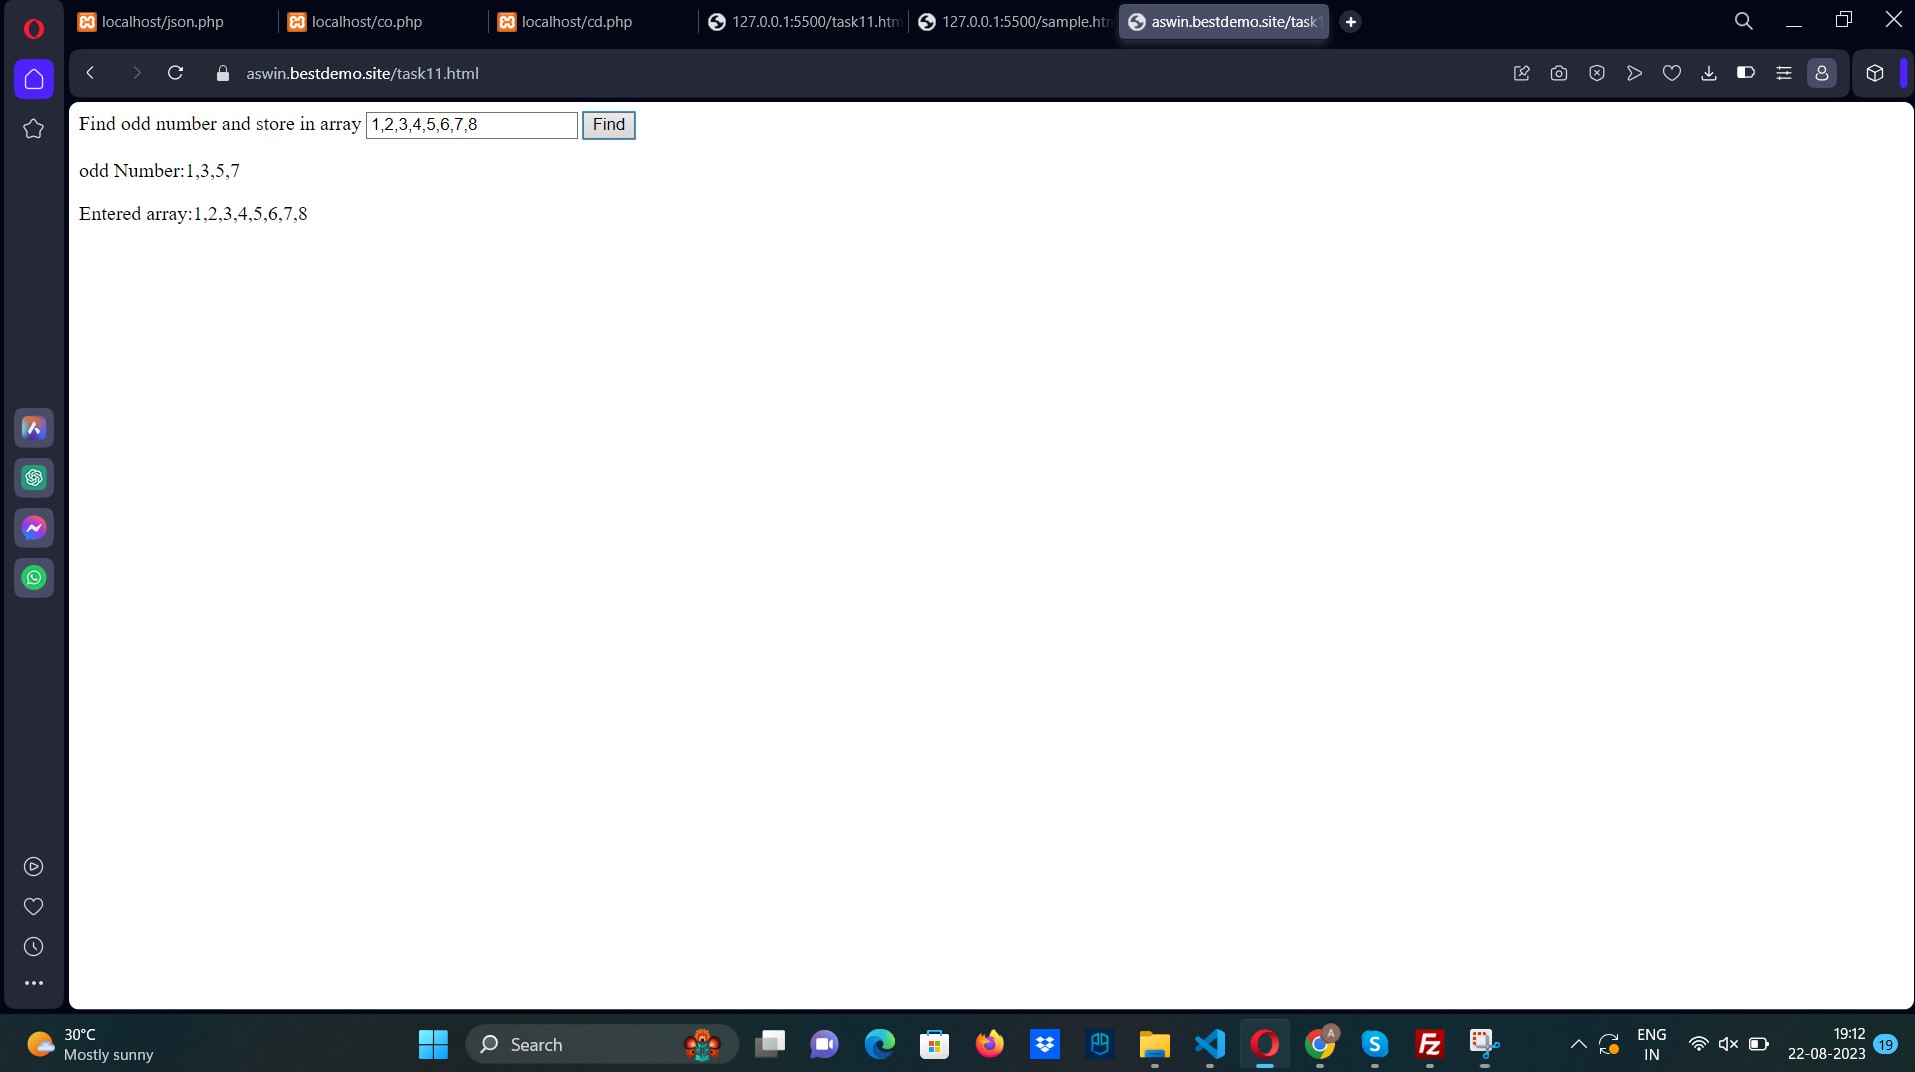 localhost/json.php
localhost/co.php
localhost/cd.php
127.0.0.1:5500/task11.htm
127.0.0.1:5500/sample.htm
aswin.bestdemo.site/task1
aswin.bestdemo.site/task11.html
Find odd number and store in array 1,2,3,4,5,6,7,8 Find
odd Number:1,3,5,7
Entered array:1,2,3,4,5,6,7,8
30°C
Mostly sunny
Search
A
ENG
IN
19:12
22-08-2023
19